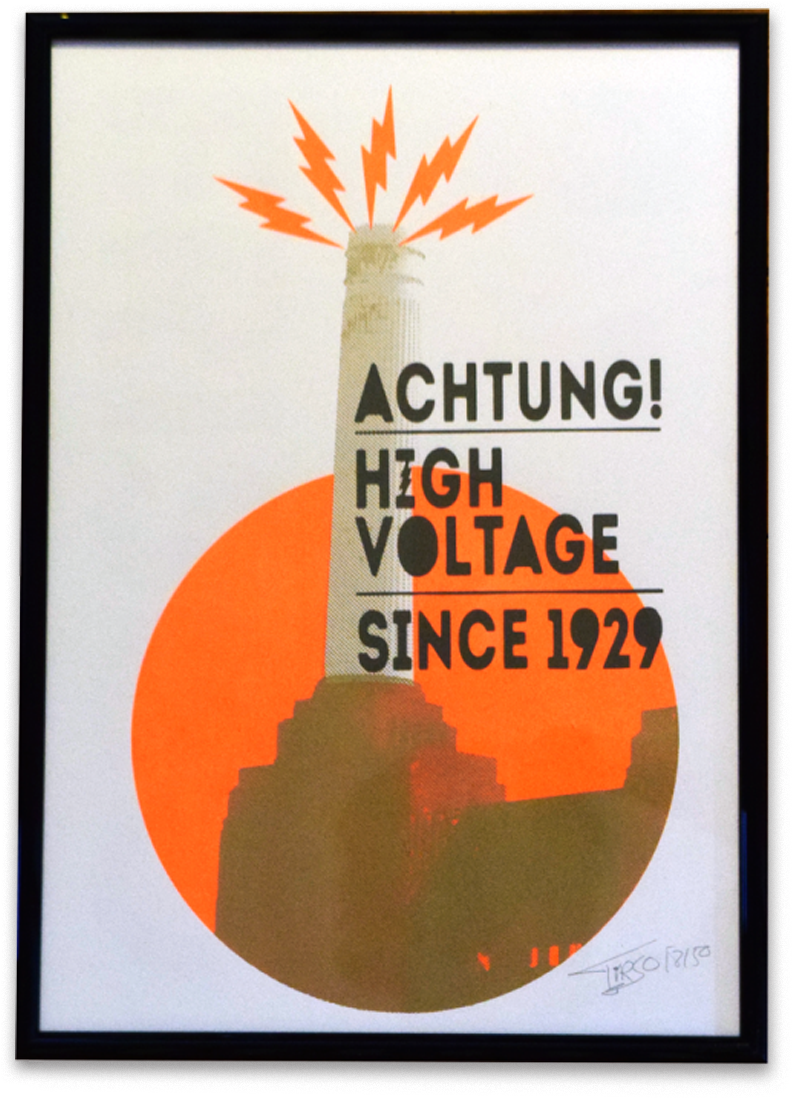 ACHTUNG!
HIGH
VOLTAGE
SINCE 1929